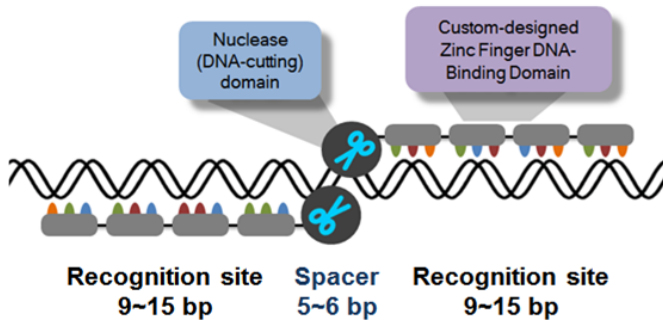 Nuclease
(DNA-cutting)
domain
Custom-designed
Zinc Finger DNA-
Binding Domain
Recognition site
9~15 bp
Spacer
5~6 bp
Recognition site
9~15 bp